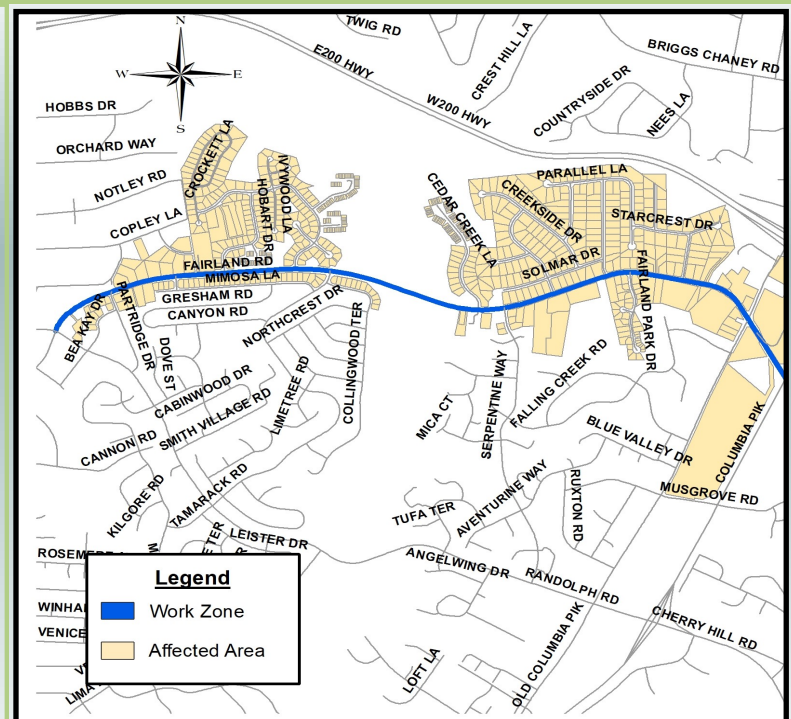 N
TWIG RD
E200 HWY
CREST HILL LA
BRIGGS CHANEY RD
W
E
S
W200 HWY
COUNTRYSIDE DR
NEES LA
HOBBS DR
ORCHARD WAY
NOTLEY RD
CROCKETT LA
IVYWOOD LA
HOBART DR
COPLEY LA
CEDAR CREEK LA
PARALLEL LA
CREEKSIDE DR
STARCREST DR
SOLMAR DR
FAIRLAND RD
MIMOSA LA
FAIRLAND PARK DR
GRESHAM RD
CANYON RD
NORTHCREST DR
BEA KAY DR
PARTRIDGE DR
DOVE ST
COLLINGWOOD TER
LIMETREE RD
CABINWOOD DR
SMITH VILLAGE RD
CANNON RD
MICA CT
SERPENTINE WAY
FALLING CREEK RD
BLUE VALLEY DR
COLUMBIA PIK
MUSGROVE RD
KILGORE RD
TAMARACK RD
TUFA TER
AVENTURINE WAY
RUXTON RD
LEISTER DR
ANGELWING DR
RANDOLPH RD
CHERRY HILL RD
OLD COLUMBIA PIK
LOFT LA
Legend
Work Zone
Affected Area